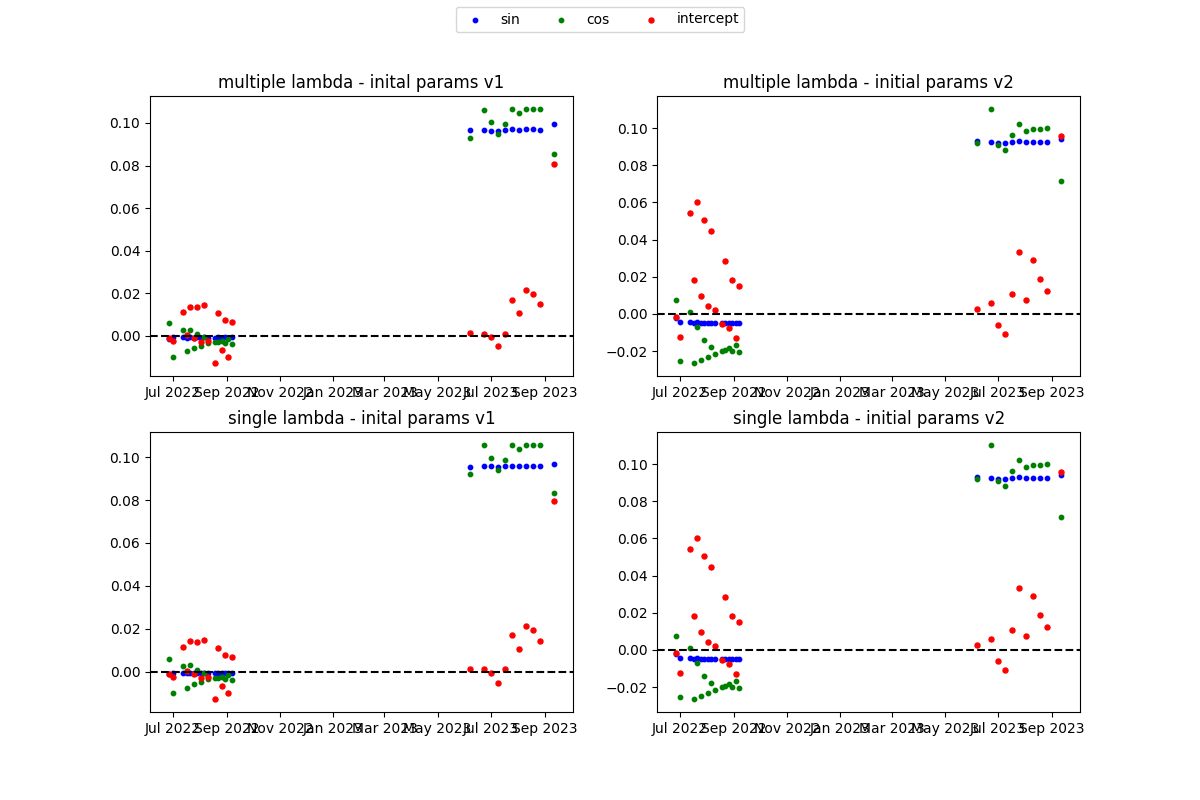 sin cos intercept
multiple lambda - inital params v1
multiple lambda - initial params v2
0.10
0.08
0.06
0.04
0.02
0.00
Jul 2022 Sep 2022 Nov 2022 Jan 2023 Mar 2023 May 2023 Jul 2023 Sep 2023
0.10
0.08
0.06
0.04
0.02
0.00
−0.02
Jul 2022 Sep 2022 Nov 2022 Jan 2023 Mar 2023 May 2023 Jul 2023 Sep 2023
single lambda - inital params v1
single lambda - initial params v2
0.10
0.08
0.06
0.04
0.02
0.00
Jul 2022 Sep 2022 Nov 2022 Jan 2023 Mar 2023 May 2023 Jul 2023 Sep 2023
0.10
0.08
0.06
0.04
0.02
0.00
−0.02
Jul 2022 Sep 2022 Nov 2022 Jan 2023 Mar 2023 May 2023 Jul 2023 Sep 2023